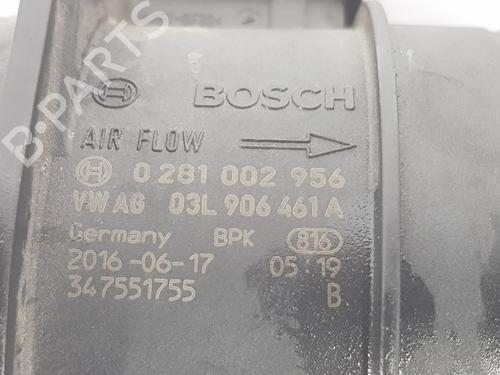 BOSCH
AIR FLOW
0 281 002 956
VW AG 03L 906 461 A
Germany BPK 816
2016-06-17 05:19
347551755 B
B-PARTS